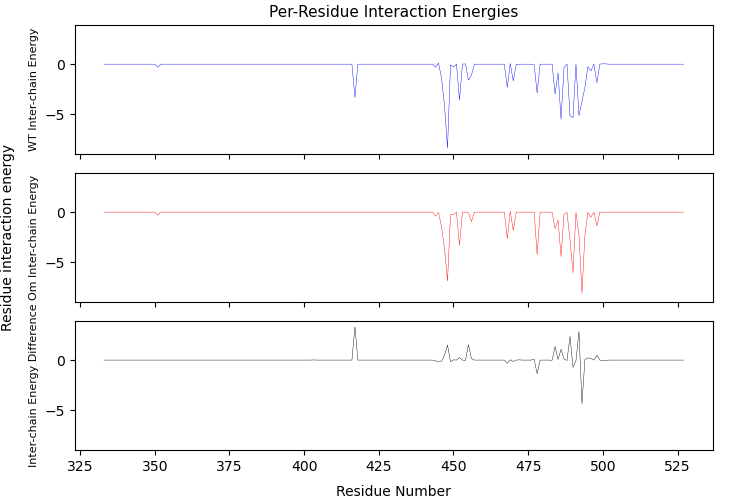 Per-Residue Interaction Energies
Residue interaction energy
WT Inter-chain Energy
0
−5
Om Inter-chain Energy
0
−5
Inter-chain Energy Difference
0
−5
325 350 375 400 425 450 475 500 525
Residue Number